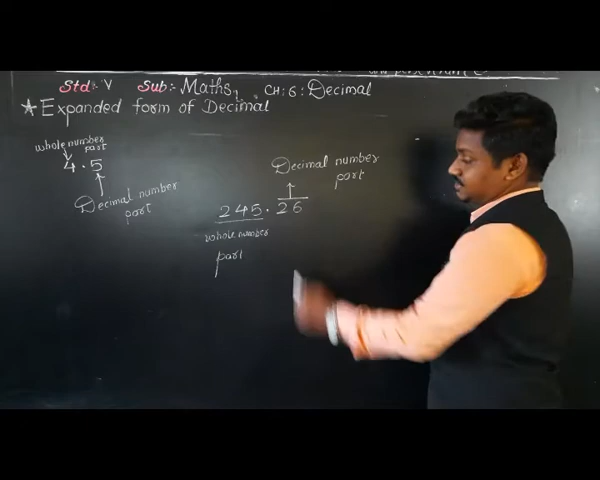 Std:- V Sub:- Maths, CH: 6: Decimal
★ Expanded form of Decimal
whole number
part
4.5
Decimal number
part
Decimal number
part
245.26
whole number
part